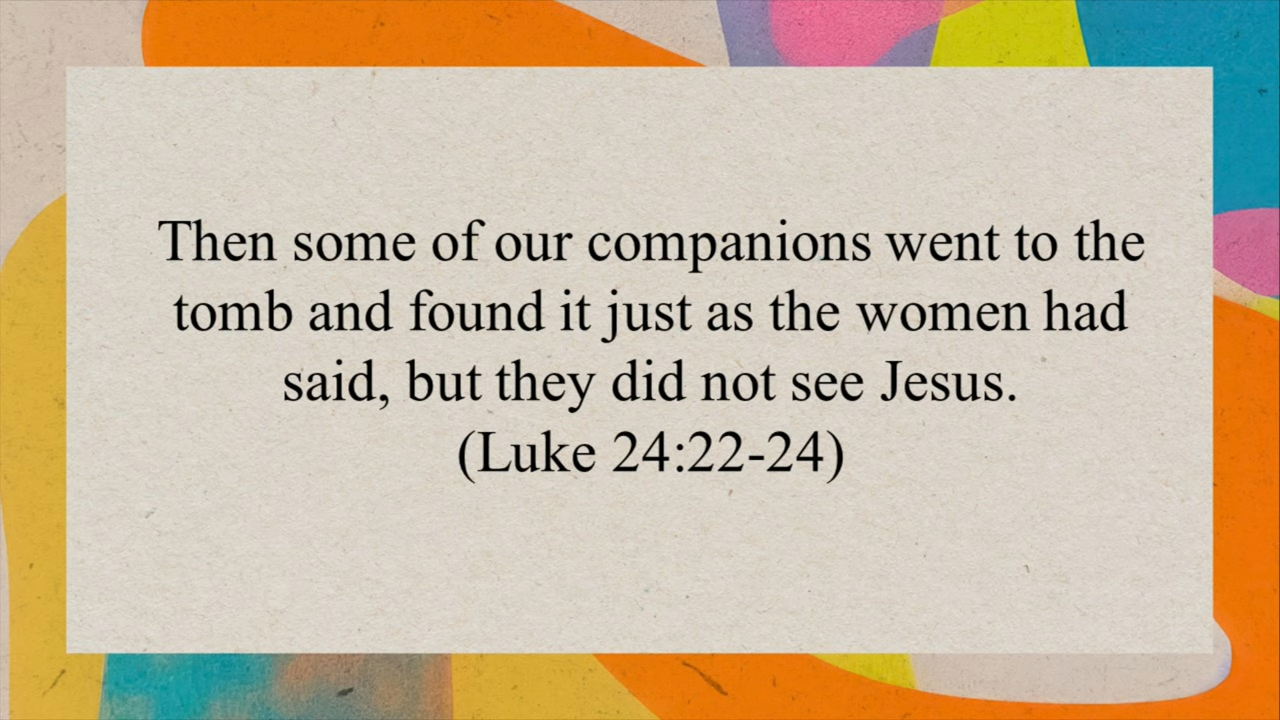 Then some of our companions went to the
tomb and found it just as the women had
said, but they did not see Jesus.
(Luke 24:22-24)